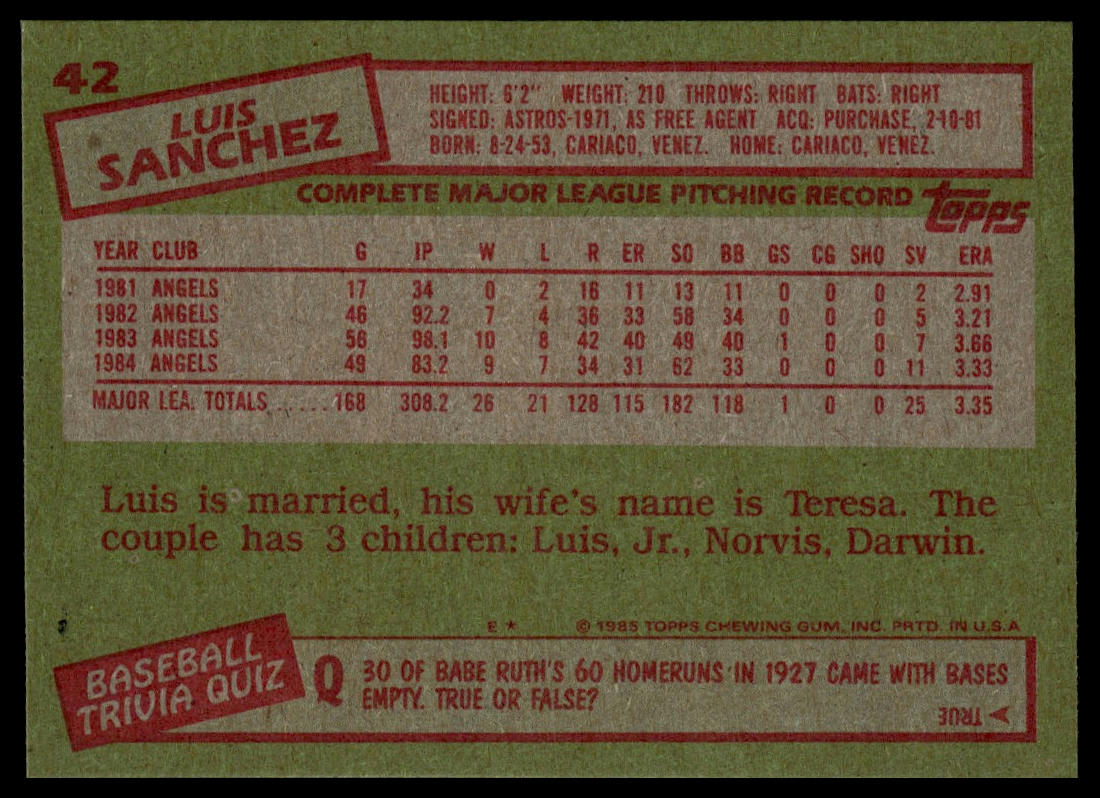 42
LUIS
SANCHEZ
HEIGHT: 6'2" WEIGHT: 210 THROWS: RIGHT BATS: RIGHT
SIGNED: ASTROS-1971, AS FREE AGENT ACQ: PURCHASE, 2-10-81
BORN: 8-24-53, CARIACO, VENEZ. HOME: CARIACO, VENEZ.
COMPLETE MAJOR LEAGUE PITCHING RECORD topps
YEAR CLUB G IP W L R ER SO BB GS CG SHO SV ERA
1981 ANGELS 17 34 0 2 16 11 13 11 0 0 0 2 2.91
1982 ANGELS 46 92.2 7 4 36 33 58 34 0 0 0 5 3.21
1983 ANGELS 56 98.1 10 8 42 40 49 40 1 0 0 7 3.66
1984 ANGELS 49 83.2 9 7 34 31 62 33 0 0 0 11 3.33
MAJOR LEA. TOTALS ......168 308.2 26 21 128 115 182 118 1 0 0 25 3.35
Luis is married, his wife's name is Teresa. The
couple has 3 children: Luis, Jr., Norvis, Darwin.
E * © 1985 TOPPS CHEWING GUM, INC. PRTD. IN U.S.A
BASEBALL
TRIVIA QUIZ
Q 30 OF BABE RUTH'S 60 HOMERUNS IN 1927 CAME WITH BASES
EMPTY. TRUE OR FALSE?
TRUE